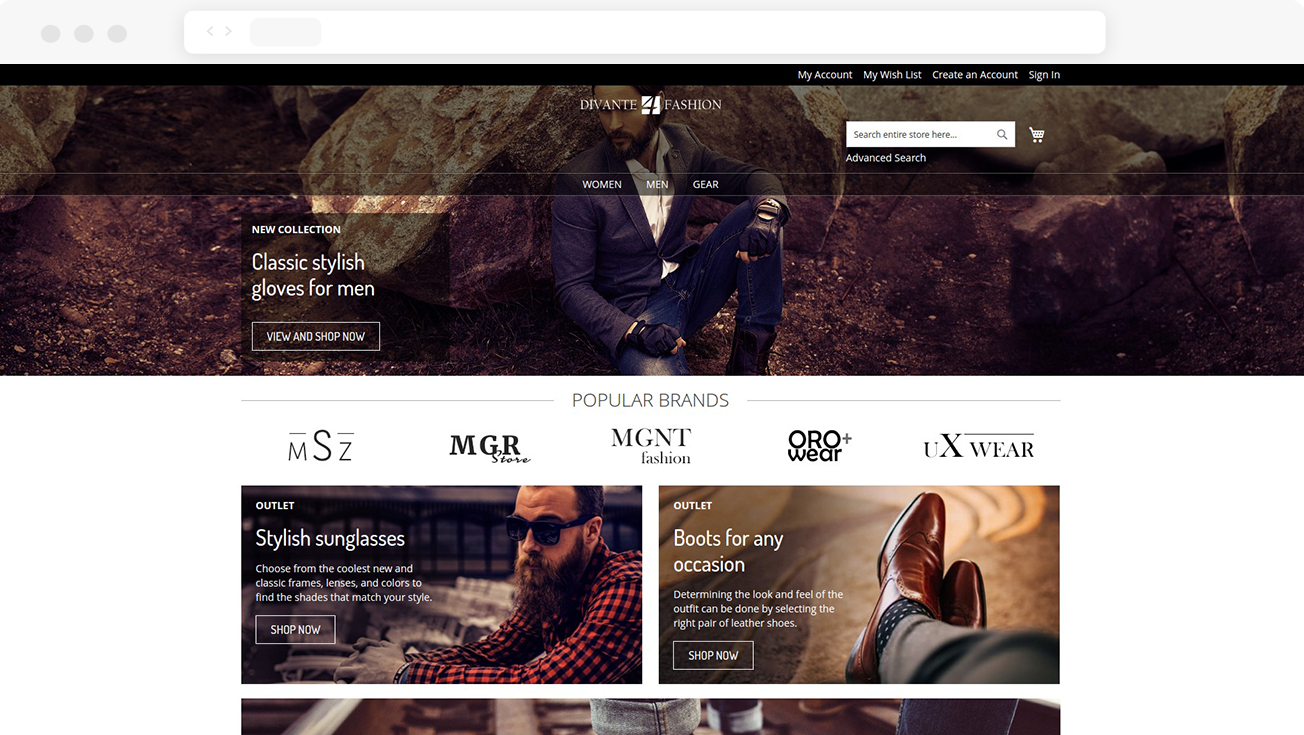 My Account My Wish List Create an Account Sign In
DIVANTE 4 FASHION
Search entire store here...
Advanced Search
WOMEN MEN GEAR
NEW COLLECTION
Classic stylish
gloves for men
VIEW AND SHOP NOW
POPULAR BRANDS
MSZ
MGR
Store
MGNT
fashion
ORO+
wear
UX WEAR
OUTLET
Stylish sunglasses
Choose from the coolest new and
classic frames, lenses, and colors to
find the shades that match your style.
SHOP NOW
OUTLET
Boots for any
occasion
Determining the look and feel of the
outfit can be done by selecting the
right pair of leather shoes.
SHOP NOW